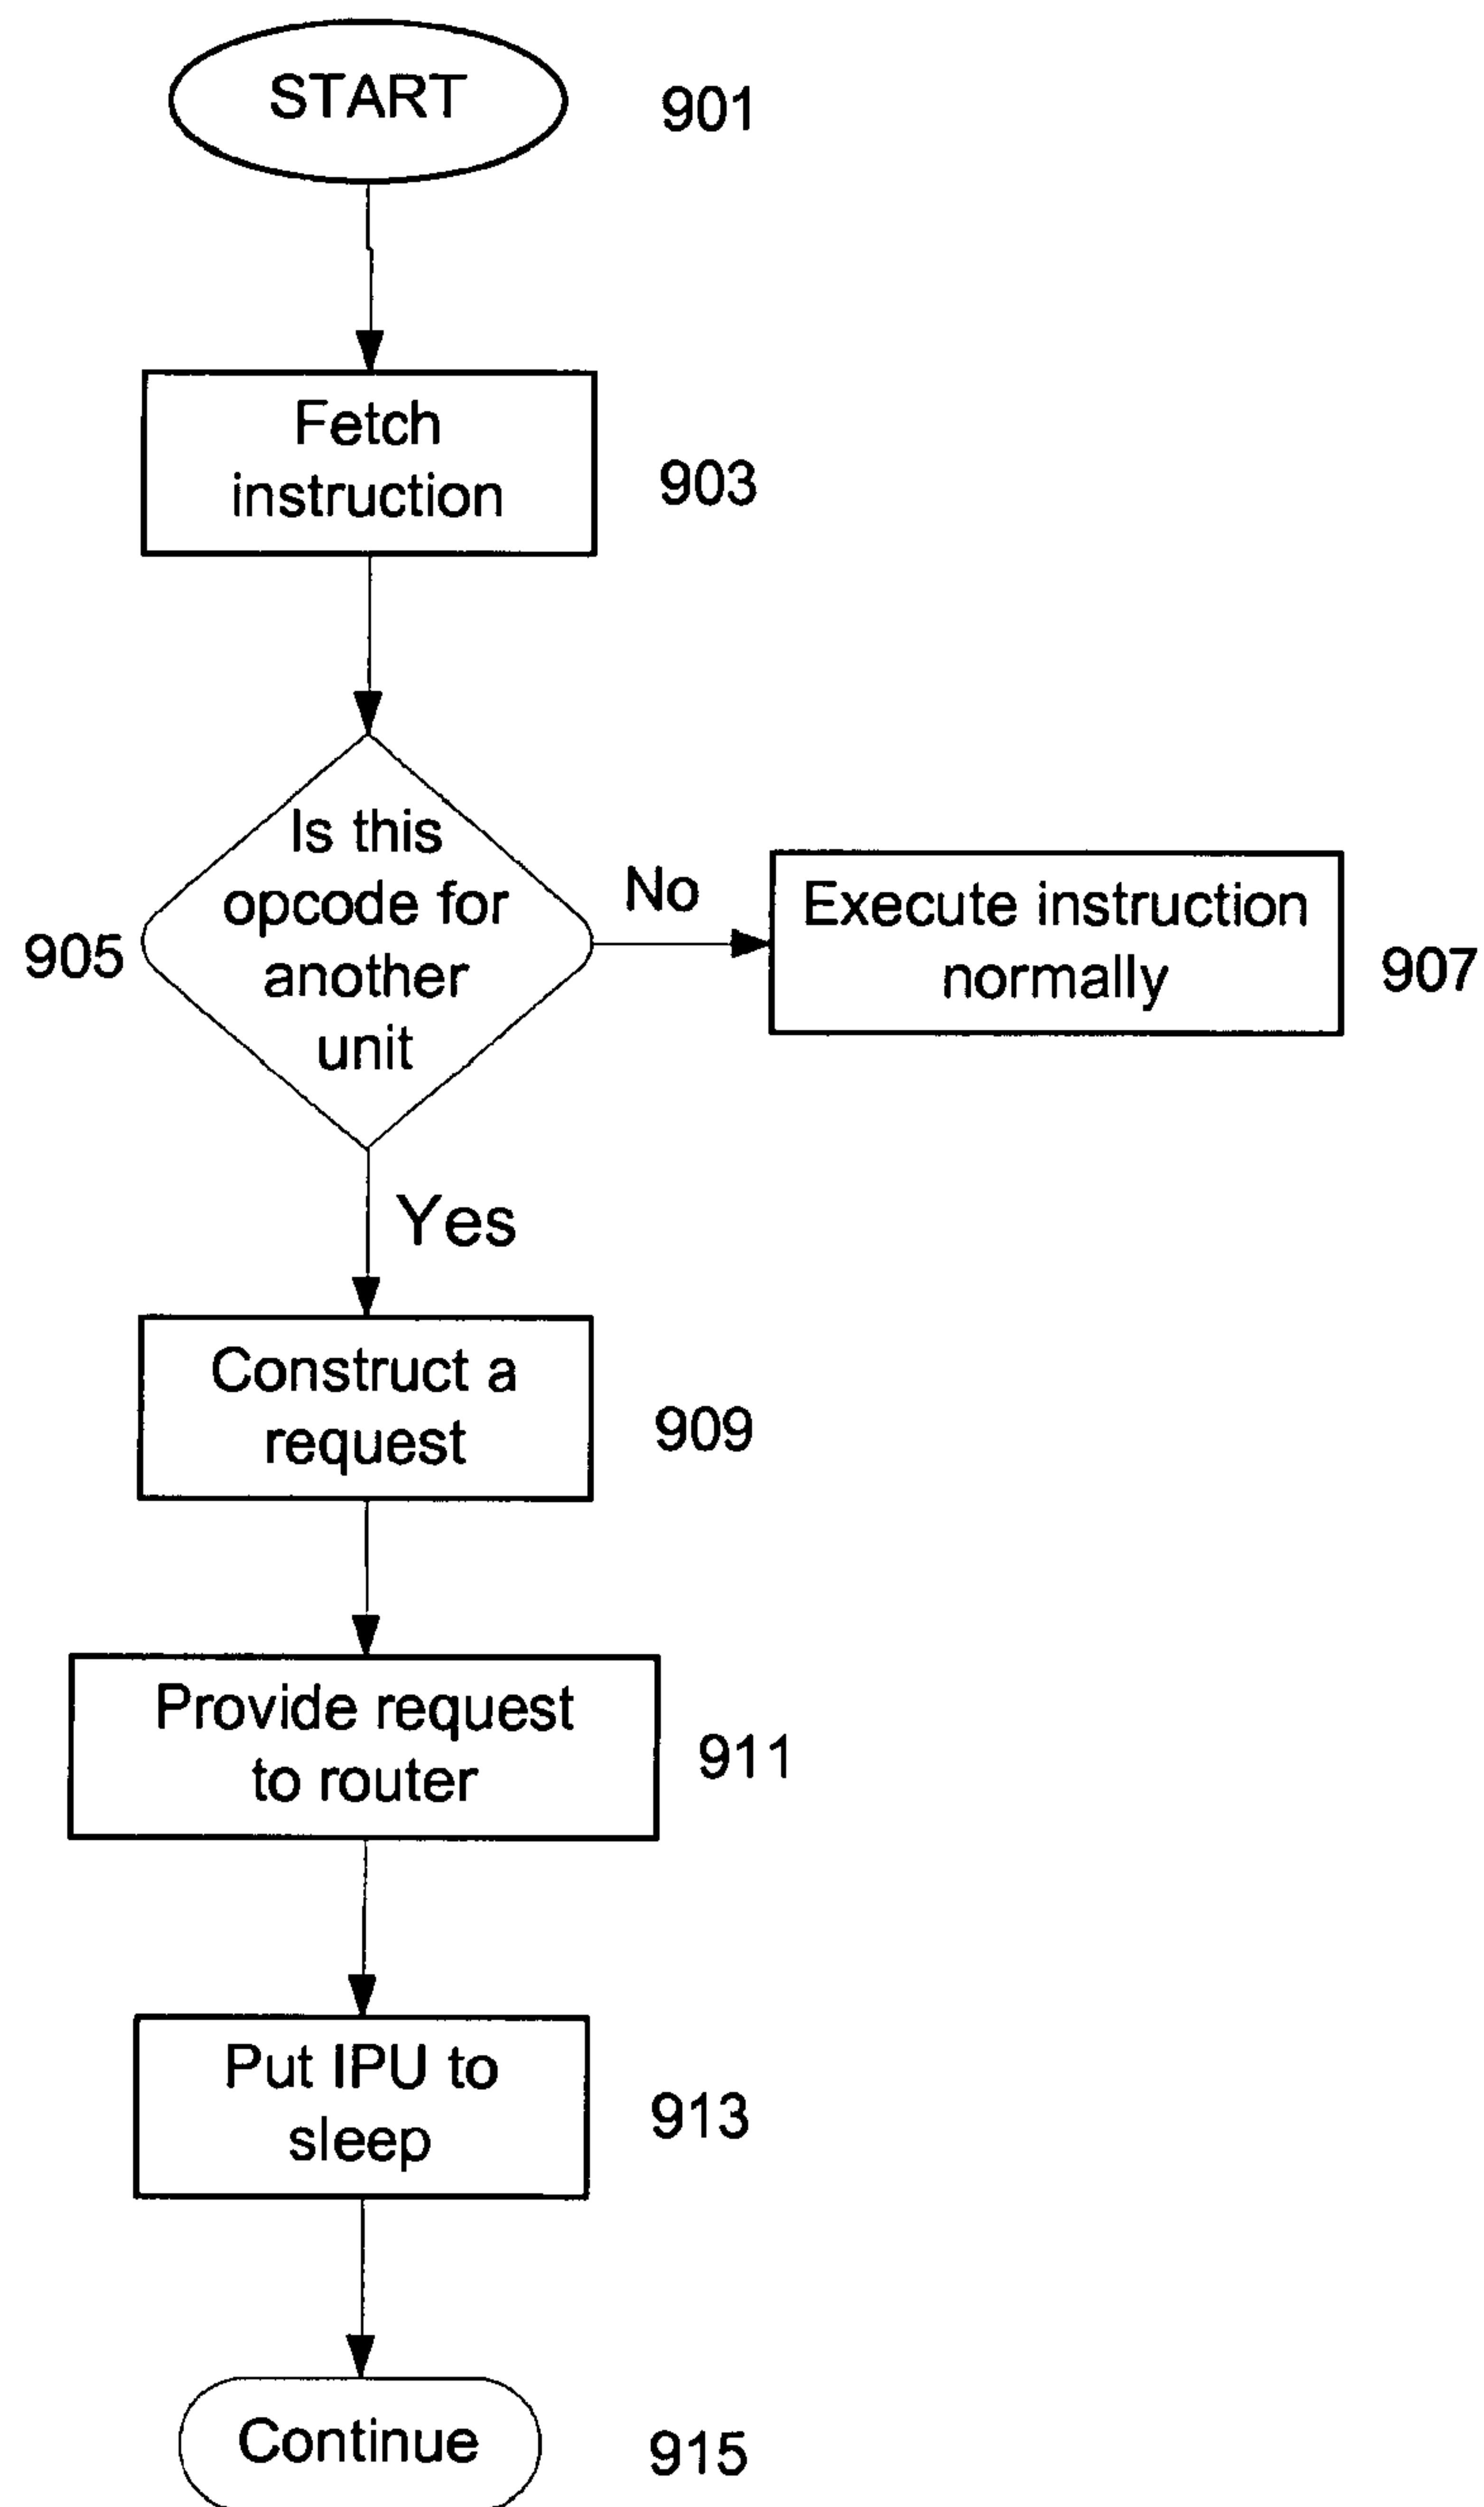 START
901
Fetch
instruction
903
Is this
opcode for
another
unit
905
No
Execute instruction
normally
907
Yes
Construct a
request
909
Provide request
to router
911
Put IPU to
sleep
913
Continue
915